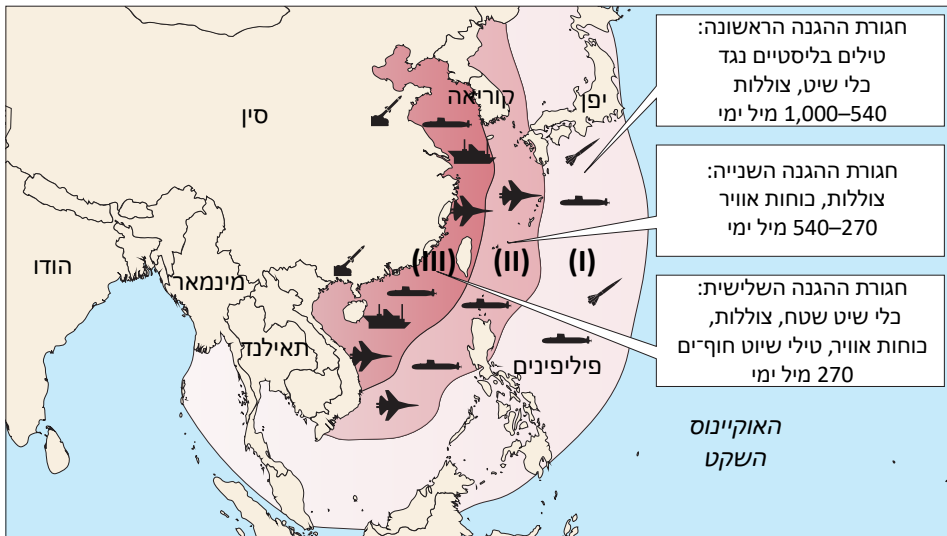 חגורת ההגנה הראשונה:
טילים בליסטיים נגד
כלי שיט, צוללות
540–1,000 מיל ימי
חגורת ההגנה השנייה:
צוללות, כוחות אוויר
270–540 מיל ימי
חגורת ההגנה השלישית:
כלי שיט שטח, צוללות,
כוחות אוויר, טילי שיוט חוף־ים
270 מיל ימי
יפן
קוריאה
סין
(I)
(II)
(III)
הודו
מינמאר
תאילנד
פיליפינים
האוקיינוס
השקט